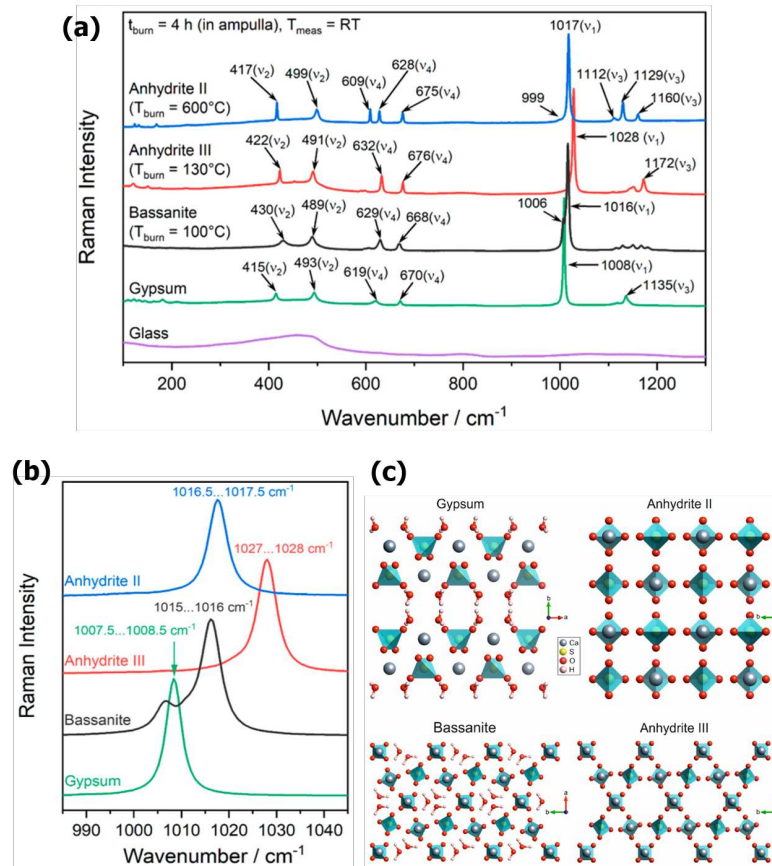 (a)
t_burn = 4 h (in ampulla), T_meas = RT
1017(ν₁)
628(ν₄)
417(ν₂)
499(ν₂)
609(ν₄)
1112(ν₃)
1129(ν₃)
Anhydrite II
(T_burn = 600°C)
675(ν₄)
999
1160(ν₃)
422(ν₂)
491(ν₂)
632(ν₄)
1028 (ν₁)
Anhydrite III
(T_burn = 130°C)
676(ν₄)
1172(ν₃)
430(ν₂)
489(ν₂)
629(ν₄)
1006
1016(ν₁)
Bassanite
(T_burn = 100°C)
668(ν₄)
415(ν₂)
493(ν₂)
619(ν₄)
1008(ν₁)
Gypsum
670(ν₄)
1135(ν₃)
Glass
Raman Intensity
200 400 600 800 1000 1200
Wavenumber / cm⁻¹
(b)
1016.5...1017.5 cm⁻¹
1027...1028 cm⁻¹
Anhydrite II
1015...1016 cm⁻¹
1007.5...1008.5 cm⁻¹
Anhydrite III
Bassanite
Gypsum
Raman Intensity
990 1000 1010 1020 1030 1040
Wavenumber / cm⁻¹
(c)
Gypsum
Anhydrite II
b
a
Ca
S
O
H
b
Bassanite
Anhydrite III
a
b
b